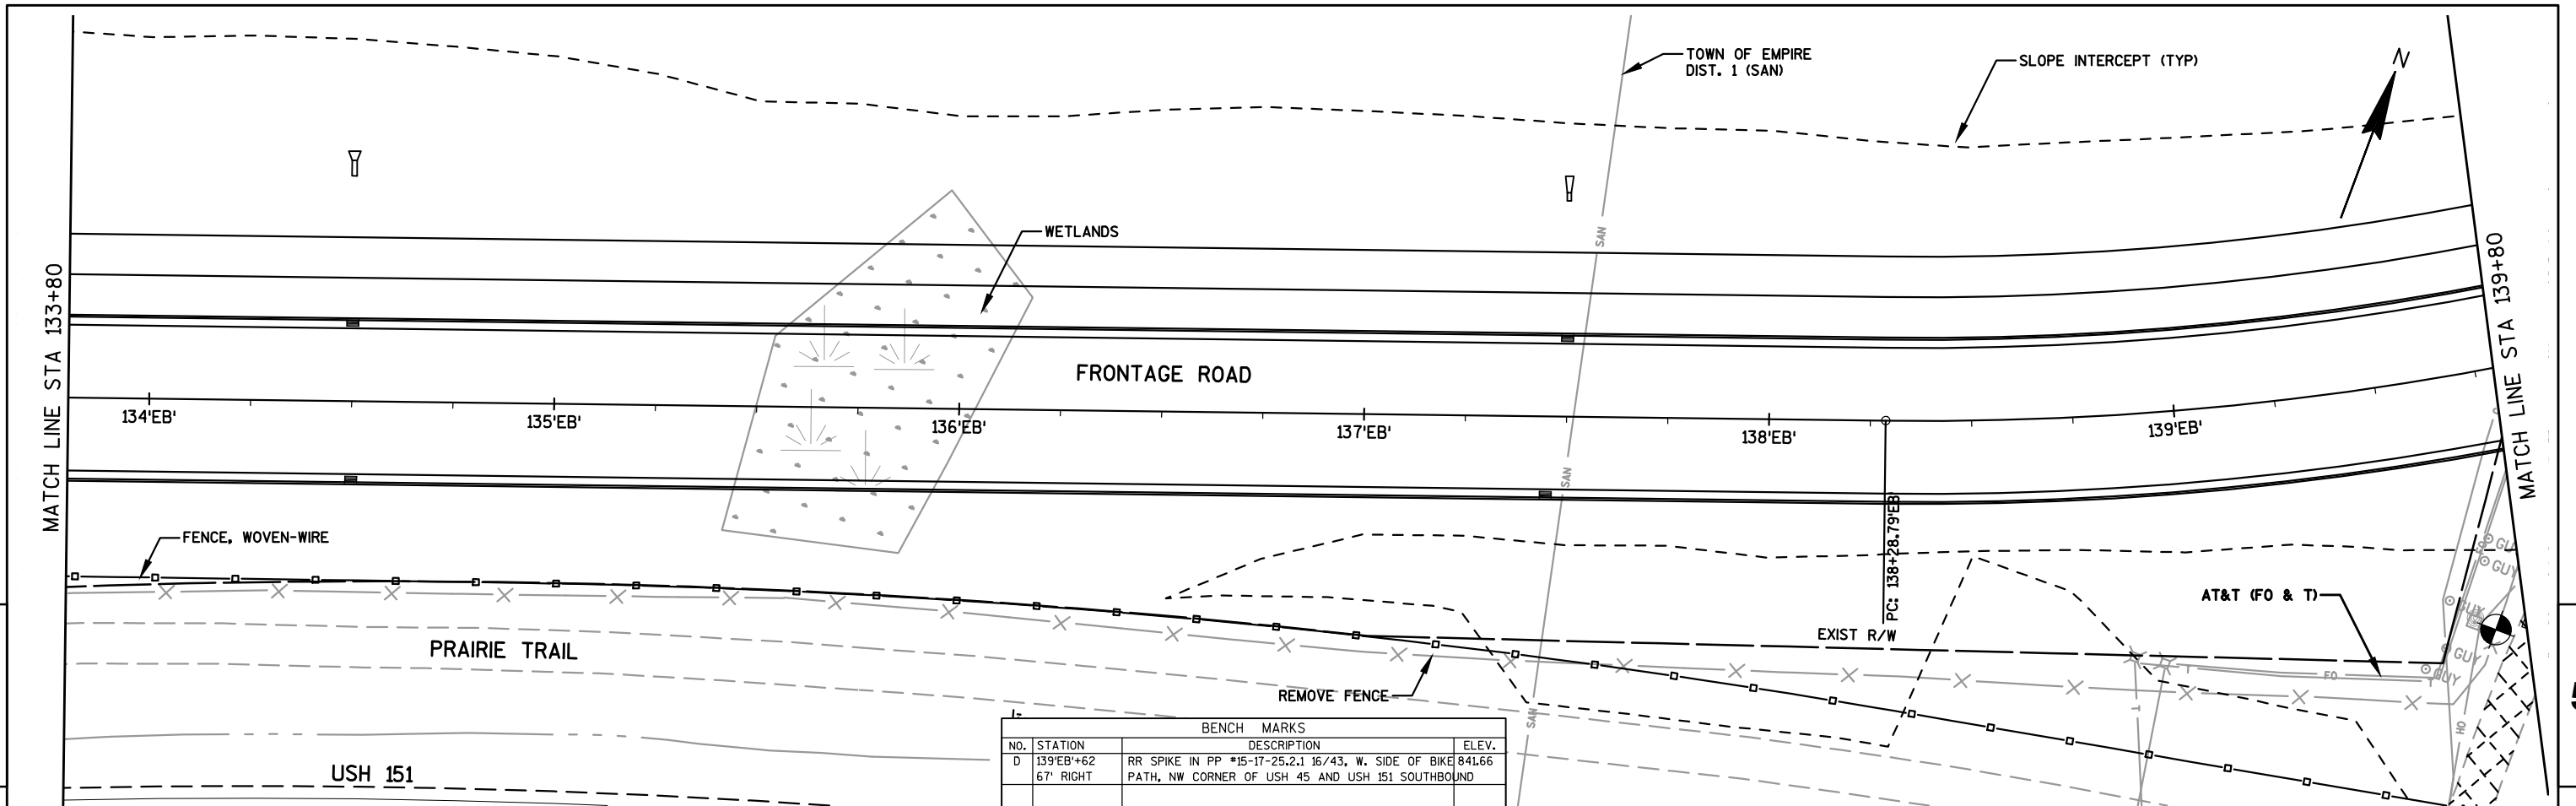 TOWN OF EMPIRE
DIST. 1 (SAN)
SLOPE INTERCEPT (TYP)
N
WETLANDS
SAN
MATCH LINE STA 133+80
MATCH LINE STA 139+80
FRONTAGE ROAD
134'EB'
135'EB'
136'EB'
137'EB'
138'EB'
139'EB'
SAN
PC: 138+28.79'EB'
FENCE, WOVEN-WIRE
GUY
GUY
AT&T (FO & T)
GUY
EXIST R/W
PRAIRIE TRAIL
GUY
T
FO
T
GUY
REMOVE FENCE
SAN
T
OH
USH 151
BENCH MARKS
NO. STATION DESCRIPTION ELEV.
D 139'EB'+62 RR SPIKE IN PP #15-17-25.2.1 16/43, W. SIDE OF BIKE 841.66
67' RIGHT PATH, NW CORNER OF USH 45 AND USH 151 SOUTHBOUND